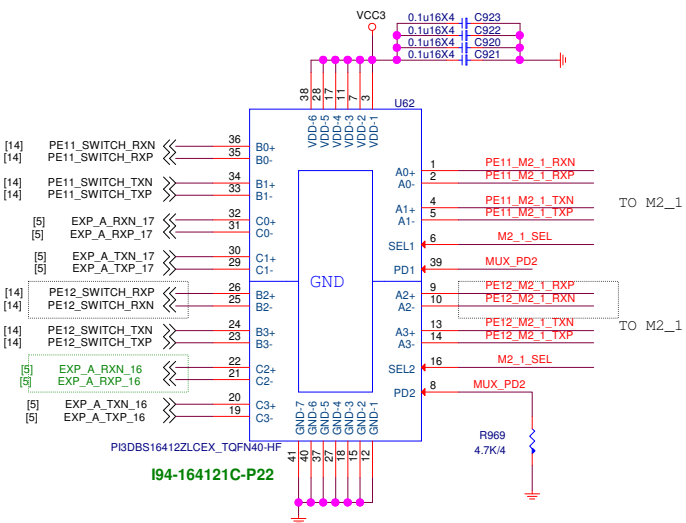 VCC3
0.1u16X4 C923
0.1u16X4 C922
0.1u16X4 C920
0.1u16X4 C921
38 28 17 11 7 3
U62
VDD-6 VDD-5 VDD-4 VDD-3 VDD-2 VDD-1
[14] PE11_SWITCH_RXN 36 B0+
[14] PE11_SWITCH_RXP 35 B0-
A0+ 1 PE11_M2_1_RXN
A0- 2 PE11_M2_1_RXP
[14] PE11_SWITCH_TXN 34 B1+
[14] PE11_SWITCH_TXP 33 B1-
A1+ 4 PE11_M2_1_TXN
A1- 5 PE11_M2_1_TXP
TO M2_1
[5] EXP_A_RXN_17 32 C0+
[5] EXP_A_RXP_17 31 C0-
SEL1 6 M2_1_SEL
[5] EXP_A_TXN_17 30 C1+
[5] EXP_A_TXP_17 29 C1-
PD1 39 MUX_PD2
GND
[14] PE12_SWITCH_RXP 26 B2+
[14] PE12_SWITCH_RXN 25 B2-
A2+ 9 PE12_M2_1_RXP
A2- 10 PE12_M2_1_RXN
[14] PE12_SWITCH_TXN 24 B3+
[14] PE12_SWITCH_TXP 23 B3-
A3+ 13 PE12_M2_1_TXN
A3- 14 PE12_M2_1_TXP
TO M2_1
[5] EXP_A_RXN_16 22 C2+
[5] EXP_A_RXP_16 21 C2-
SEL2 16 M2_1_SEL
PD2 8 MUX_PD2
[5] EXP_A_TXN_16 20 C3+
[5] EXP_A_TXP_16 19 C3-
GND-7 GND-6 GND-5 GND-4 GND-3 GND-2 GND-1
R969
4.7K/4
PI3DBS16412ZLCEX_TQFN40-HF
41 40 37 27 18 15 12
I94-164121C-P22